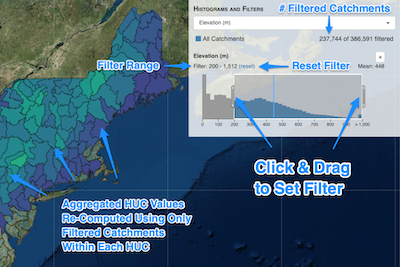 HISTOGRAMS AND FILTERS
# Filtered Catchments
Elevation (m)
All Catchments
237,744 of 386,591 filtered
Elevation (m)
Filter Range
Filter: 200 - 1,512 (reset)
Reset Filter
Mean: 448
0 100 200 300 400 500 600 700 800 900 > 1,000
Click & Drag
to Set Filter
Aggregated HUC Values
Re-Computed Using Only
Filtered Catchments
Within Each HUC